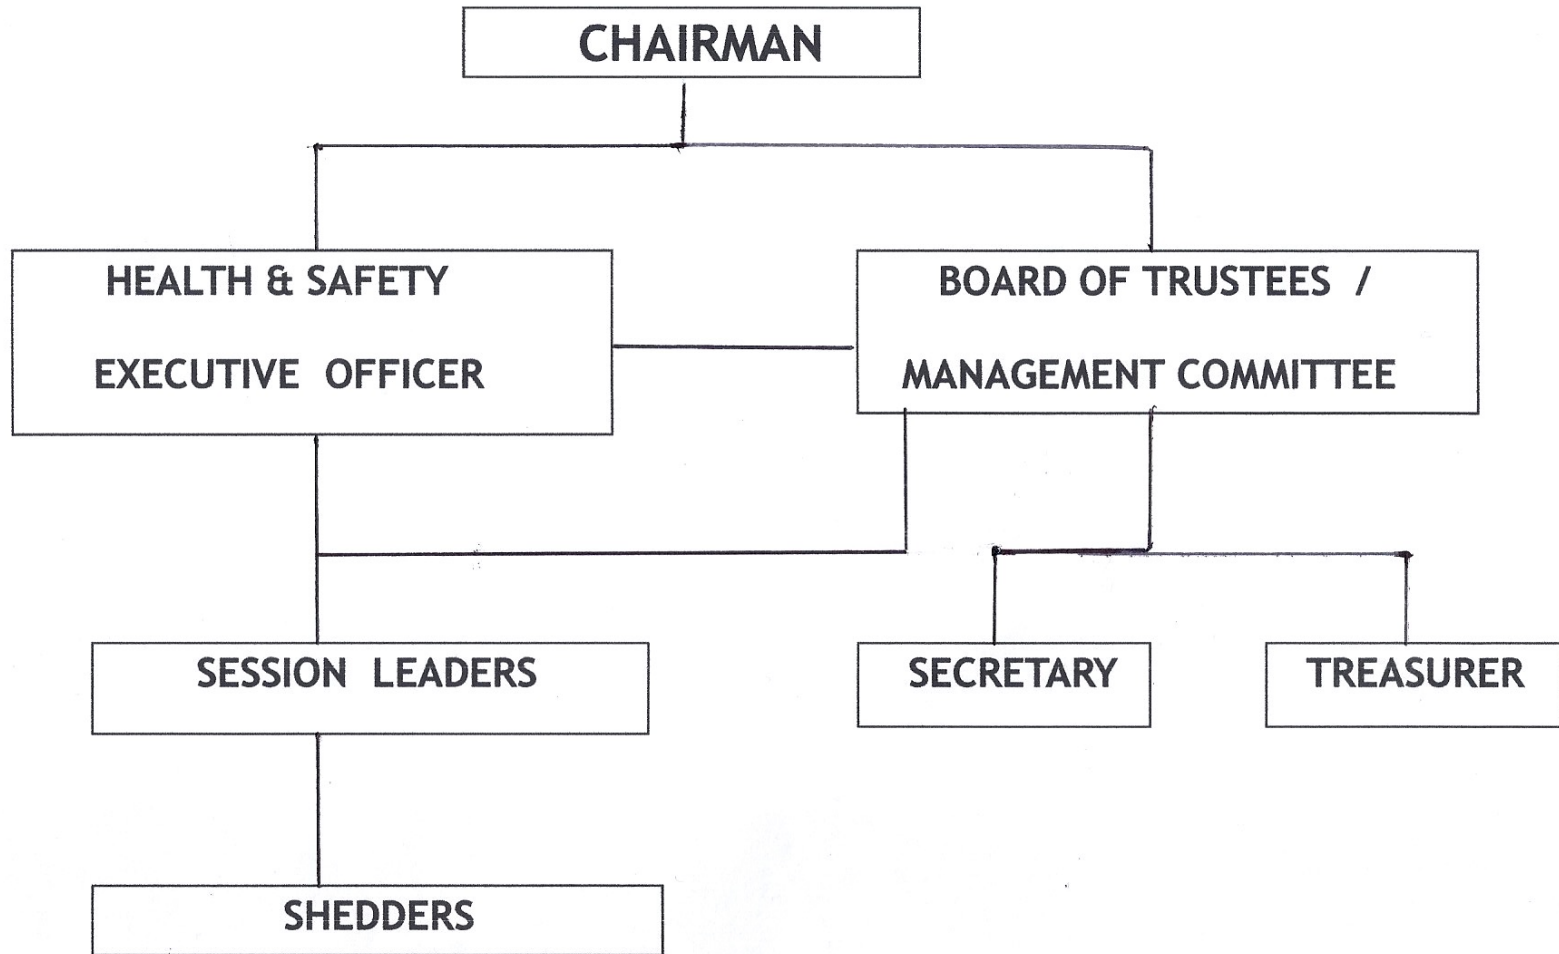 CHAIRMAN
HEALTH & SAFETY
EXECUTIVE OFFICER
BOARD OF TRUSTEES /
MANAGEMENT COMMITTEE
SESSION LEADERS
SECRETARY
TREASURER
SHEDDERS